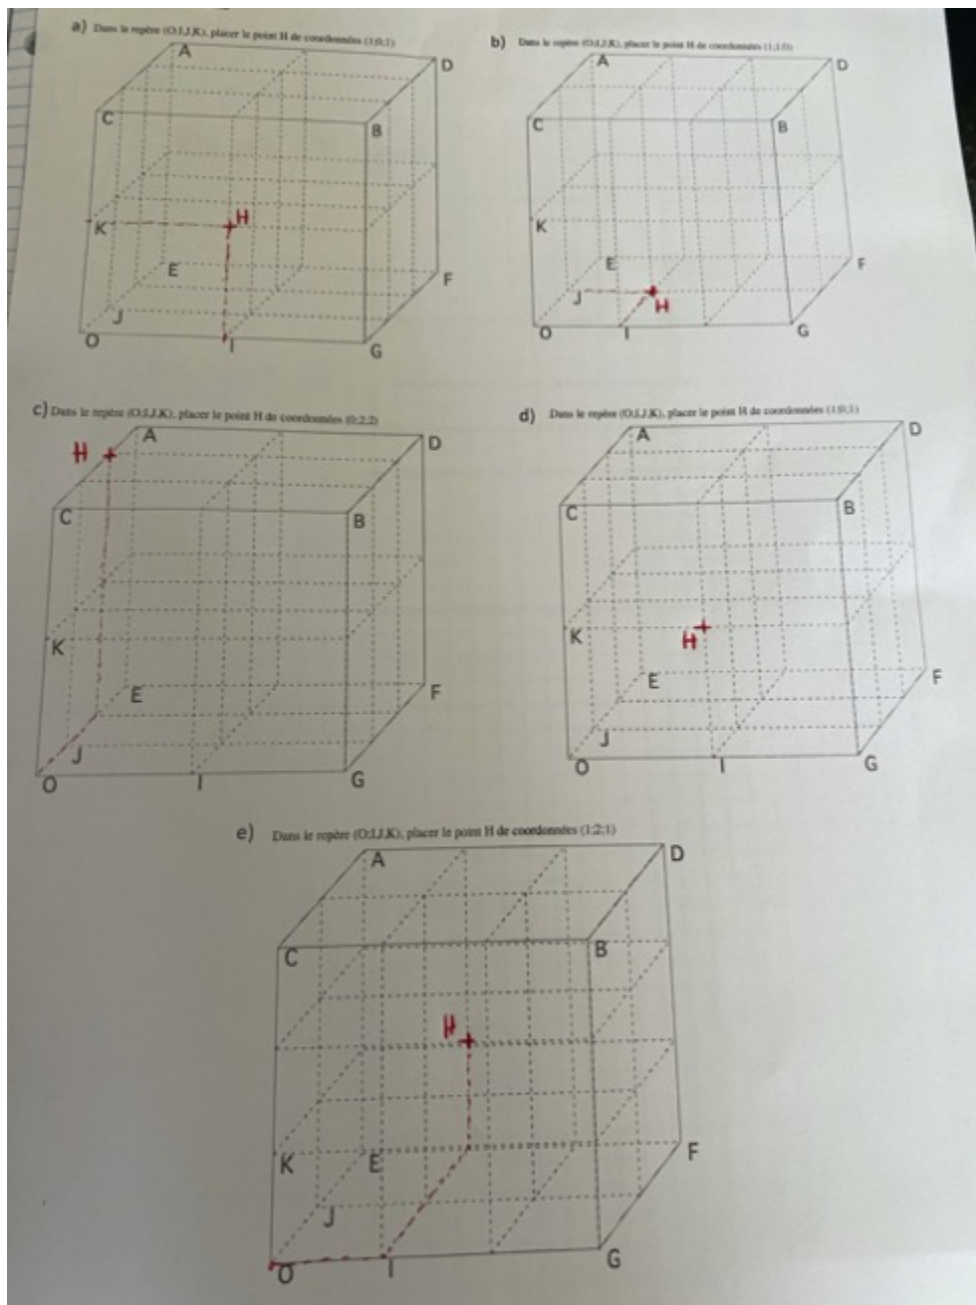 a) Dans le repère (O;I,J,K), placer le point H de coordonnées (1;0;1)
A
D
C
B
K
H
E
F
J
O
I
G
b) Dans le repère (O;I,J,K), placer le point H de coordonnées (1;1;0)
A
D
C
B
K
E
F
J
H
O
I
G
c) Dans le repère (O;I,J,K), placer le point H de coordonnées (0;2;2)
H
A
D
C
B
K
E
F
J
O
I
G
d) Dans le repère (O;I,J,K), placer le point H de coordonnées (1;0;1)
A
D
C
B
K
H
E
F
J
O
I
G
e) Dans le repère (O;I,J,K), placer le point H de coordonnées (1;2;1)
A
D
C
B
H
K
E
F
J
O
I
G